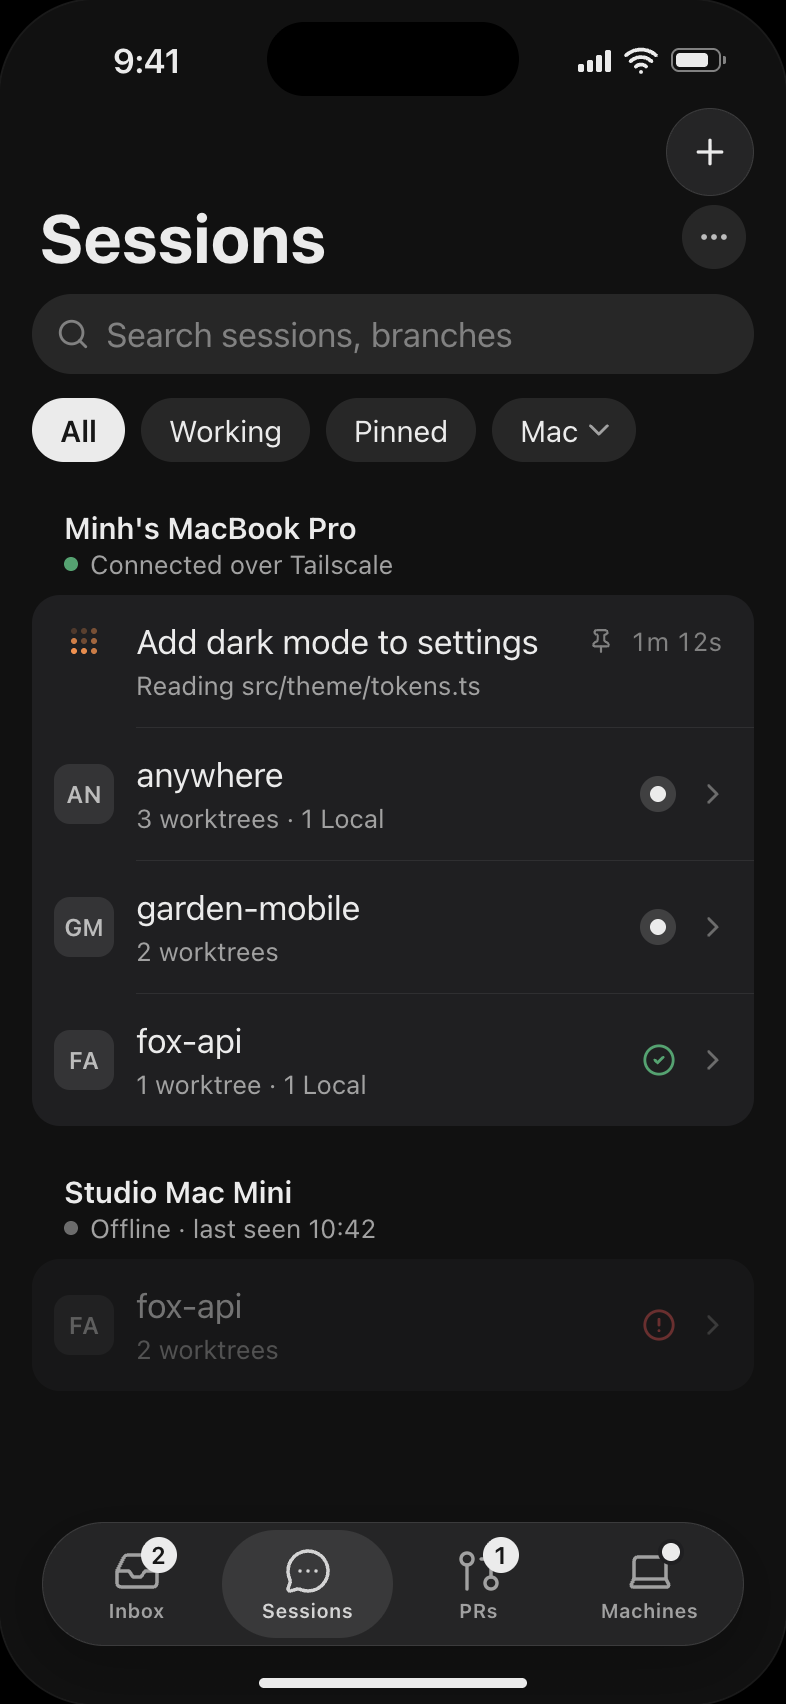 9:41
Sessions
Search sessions, branches
All
Working
Pinned
Mac
Minh's MacBook Pro
Connected over Tailscale
Add dark mode to settings
1m 12s
Reading src/theme/tokens.ts
AN
anywhere
3 worktrees · 1 Local
GM
garden-mobile
2 worktrees
FA
fox-api
1 worktree · 1 Local
Studio Mac Mini
Offline · last seen 10:42
FA
fox-api
2 worktrees
2
Inbox
Sessions
1
PRs
Machines